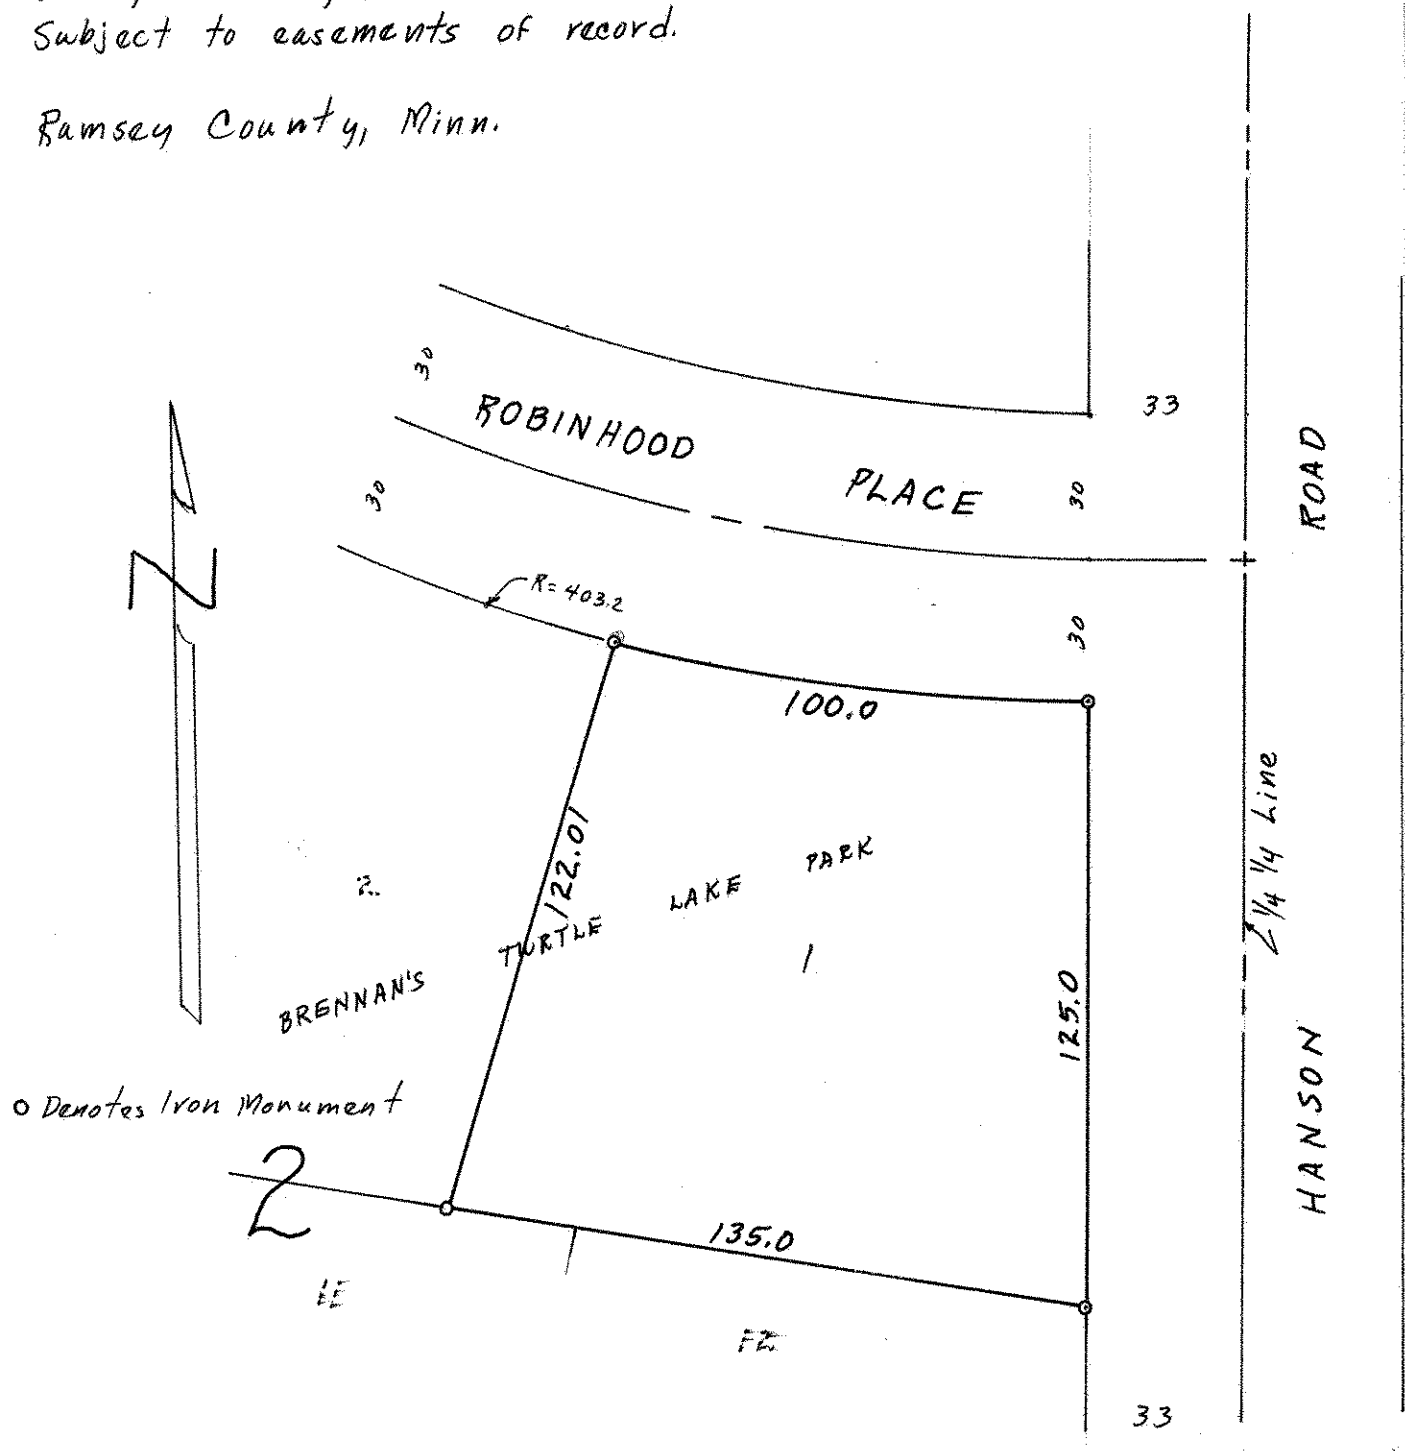 Subject to easements of record.
Ramsey County, Minn.
30
ROBINHOOD PLACE
33
30
30
R= 403.2
30
100.0
ROAD
N
122.01
2.
BRENNAN'S TURTLE LAKE PARK
1
125.0
1/4 1/4 Line
HANSON
o Denotes Iron Monument
2
135.0
33